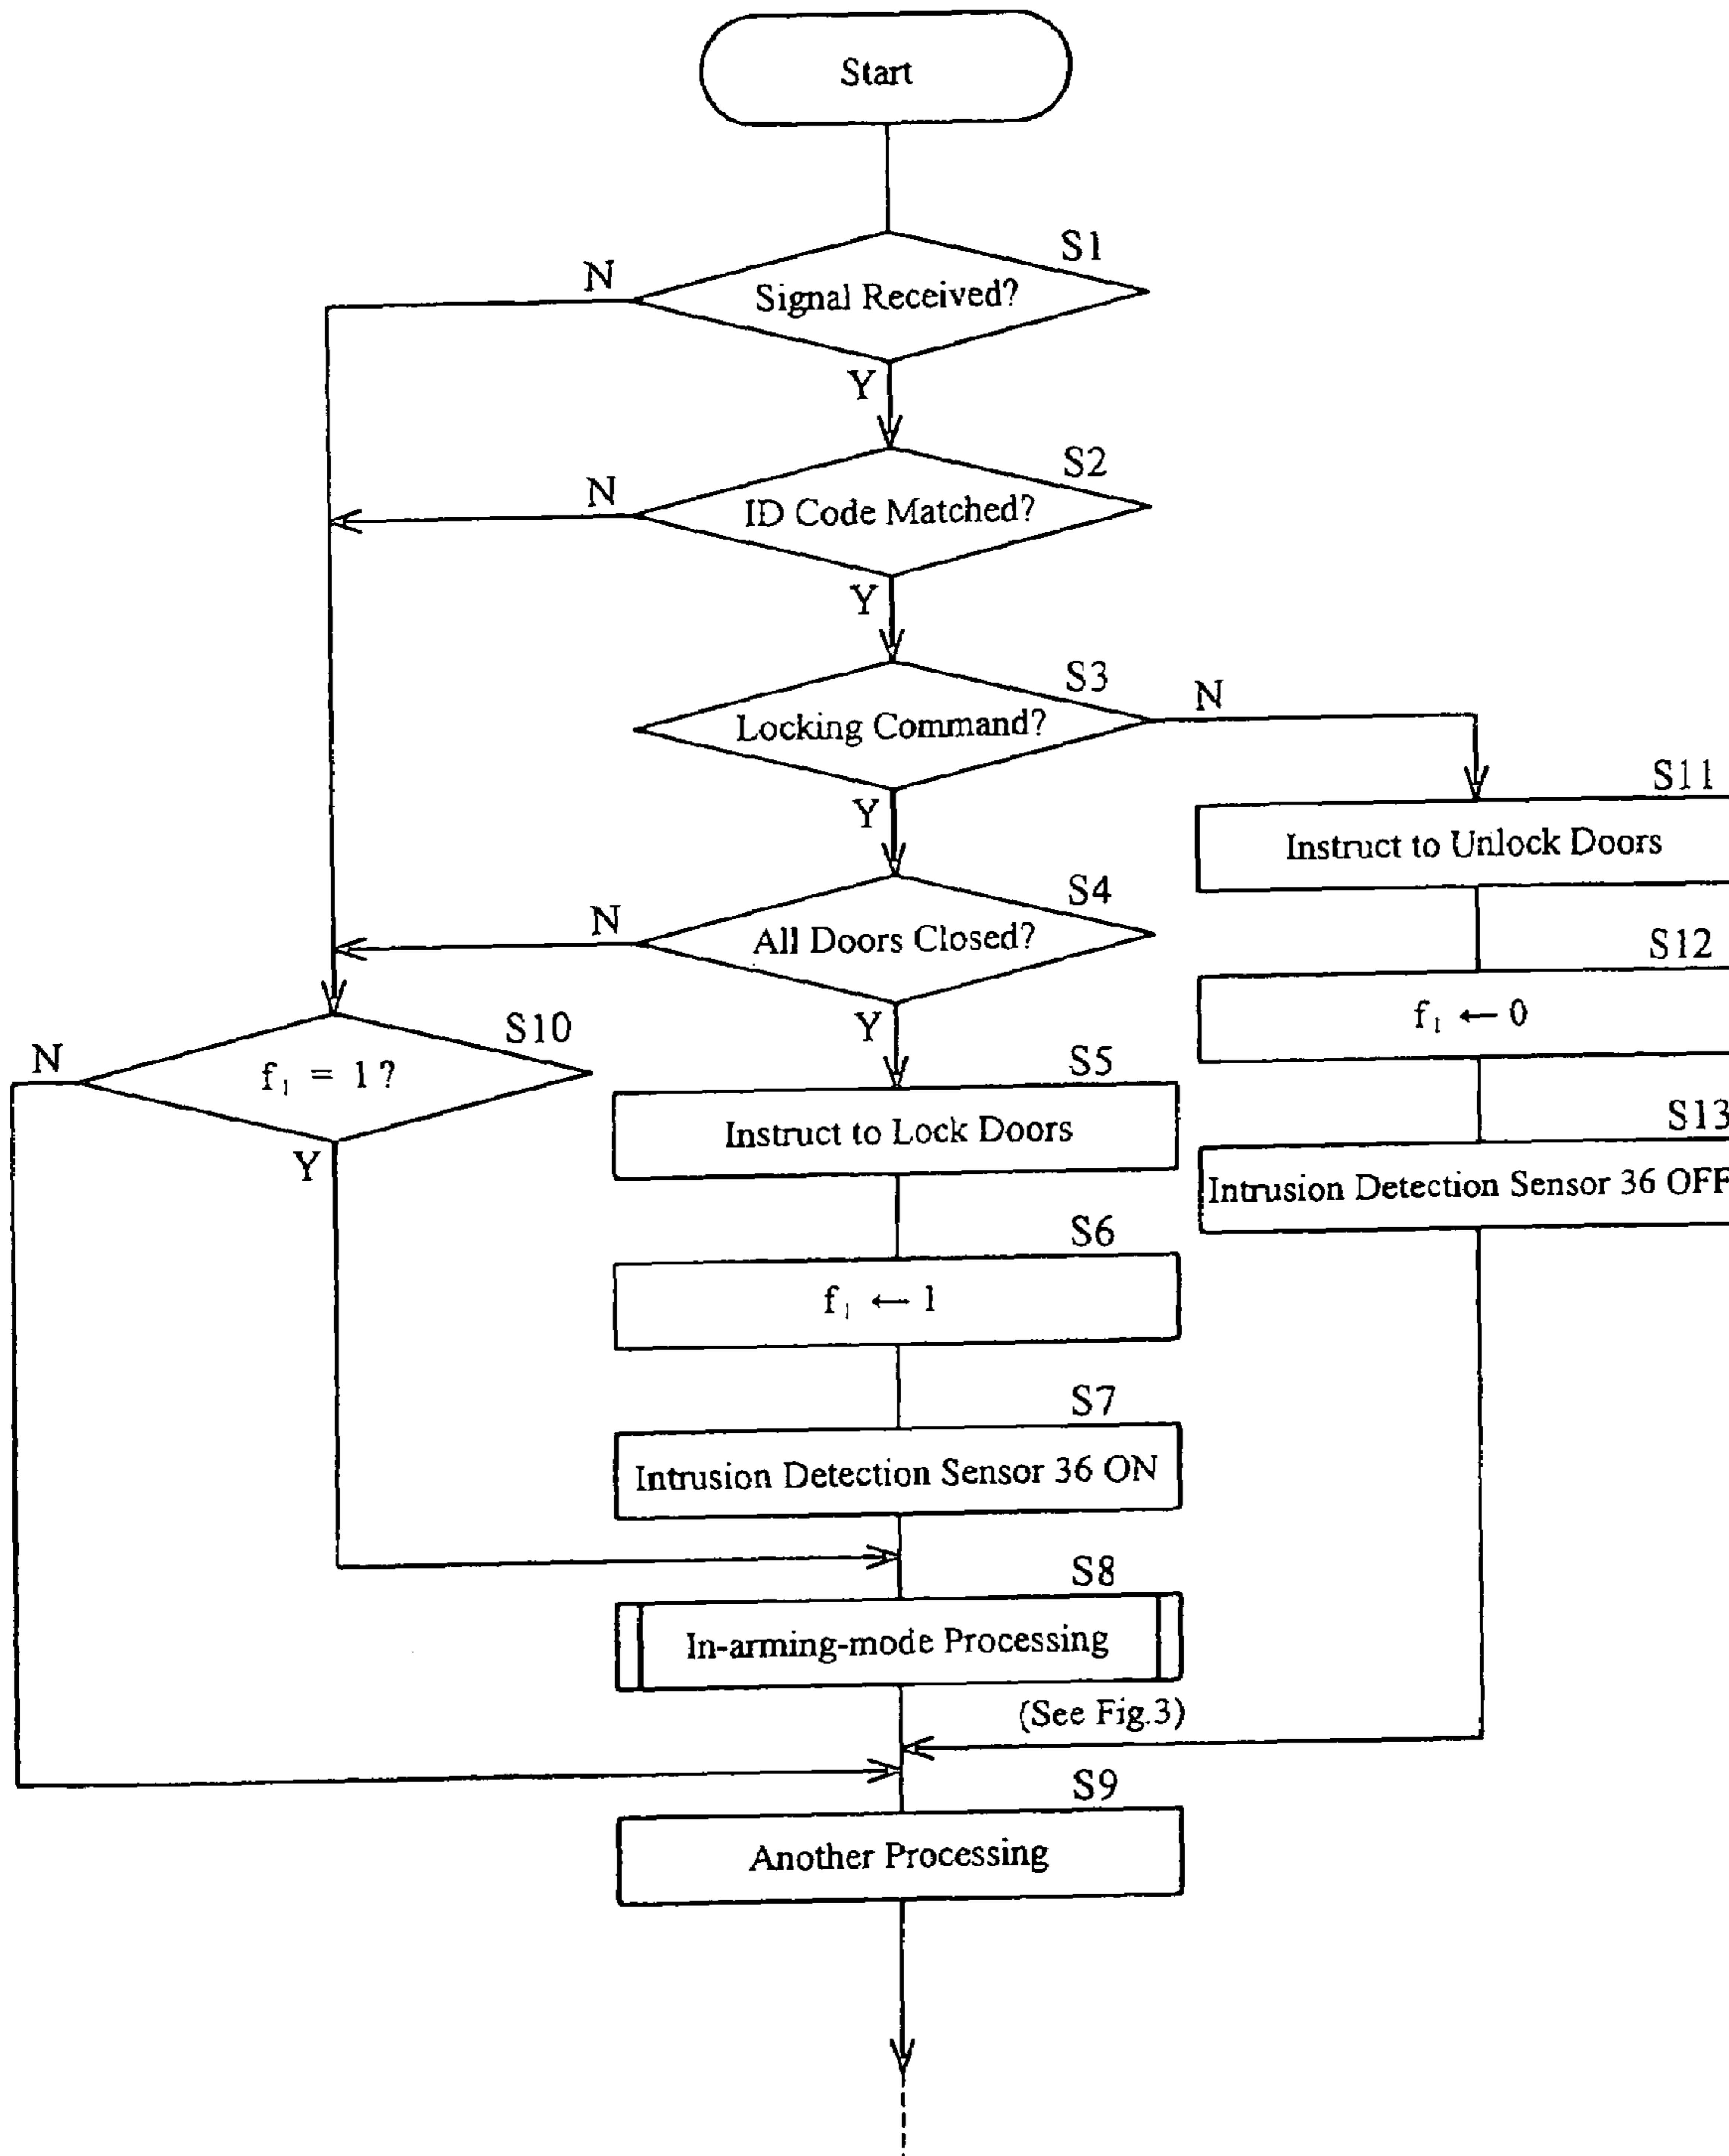 Start
S1
N
Signal Received?
Y
S2
N
ID Code Matched?
Y
S3
N
Locking Command?
Y
S11
Instruct to Unlock Doors
S4
N
All Doors Closed?
Y
S12
f₁ ← 0
S10
N
f₁ = 1?
Y
S5
Instruct to Lock Doors
S13
Intrusion Detection Sensor 36 OFF
S6
f₁ ← 1
S7
Intrusion Detection Sensor 36 ON
S8
In-arming-mode Processing
(See Fig.3)
S9
Another Processing